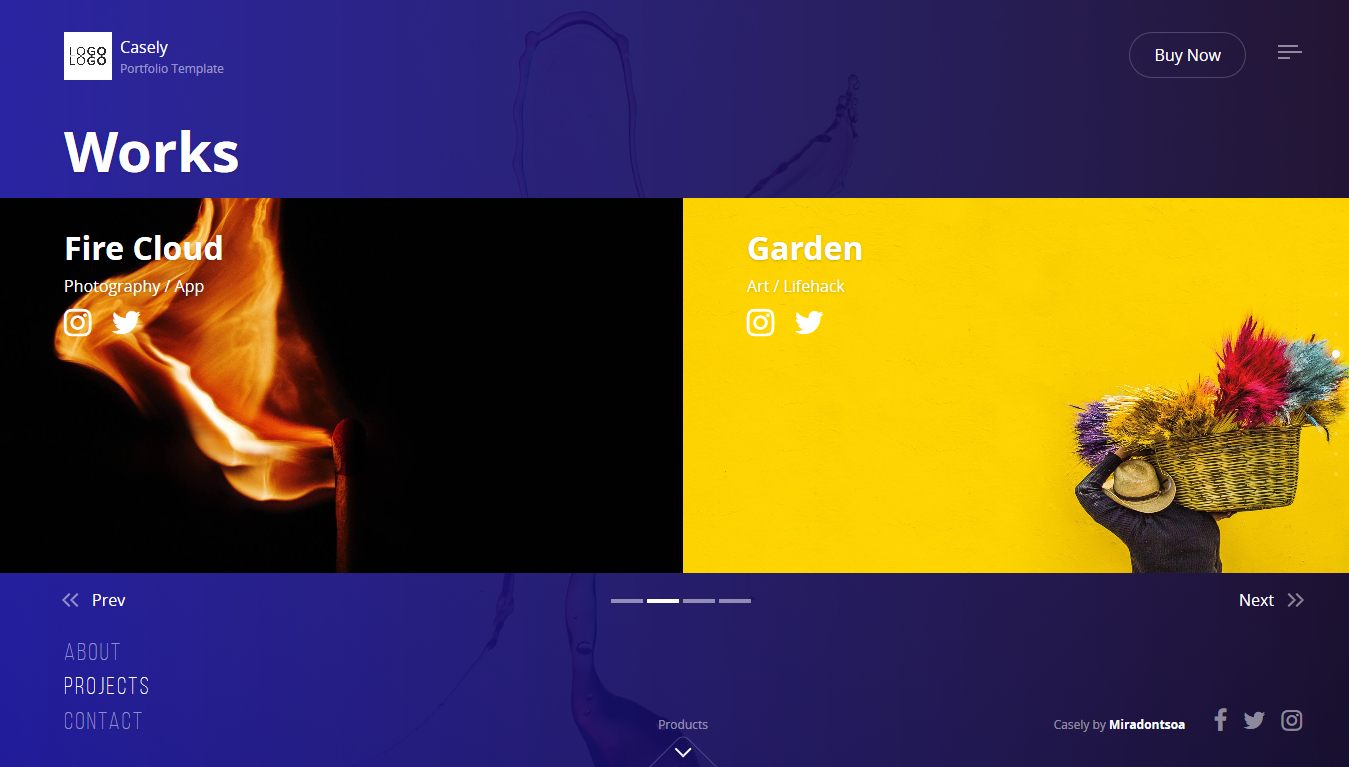 LOGO
LOGO
Casely
Portfolio Template
Buy Now
Works
Fire Cloud
Photography / App
Garden
Art / Lifehack
Prev
Next
ABOUT
PROJECTS
CONTACT
Products
Casely by Miradontsoa